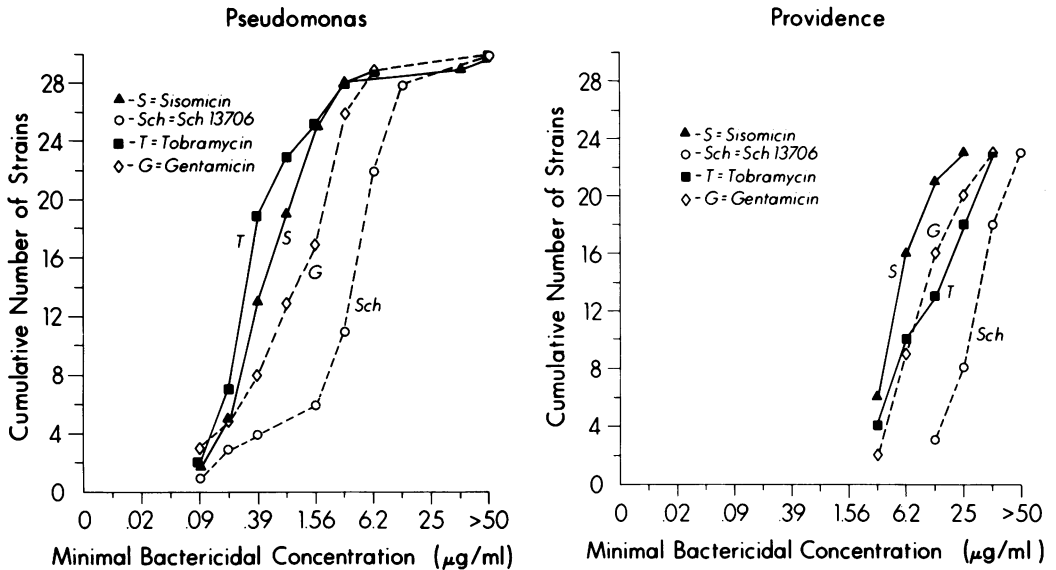 Pseudomonas
28
24
20
16
12
8
4
0
Cumulative Number of Strains
-S=Sisomicin
-Sch=Sch 13706
-T=Tobramycin
-G=Gentamicin
T
S
G
Sch
0 .02 .09 .39 1.56 6.2 25 >50
Minimal Bactericidal Concentration (μg/ml)
Providence
28
24
20
16
12
8
4
0
Cumulative Number of Strains
-S=Sisomicin
-Sch=Sch 13706
-T=Tobramycin
-G=Gentamicin
G
S
T
Sch
0 .02 .09 .39 1.56 6.2 25 >50
Minimal Bactericidal Concentration (μg/ml)